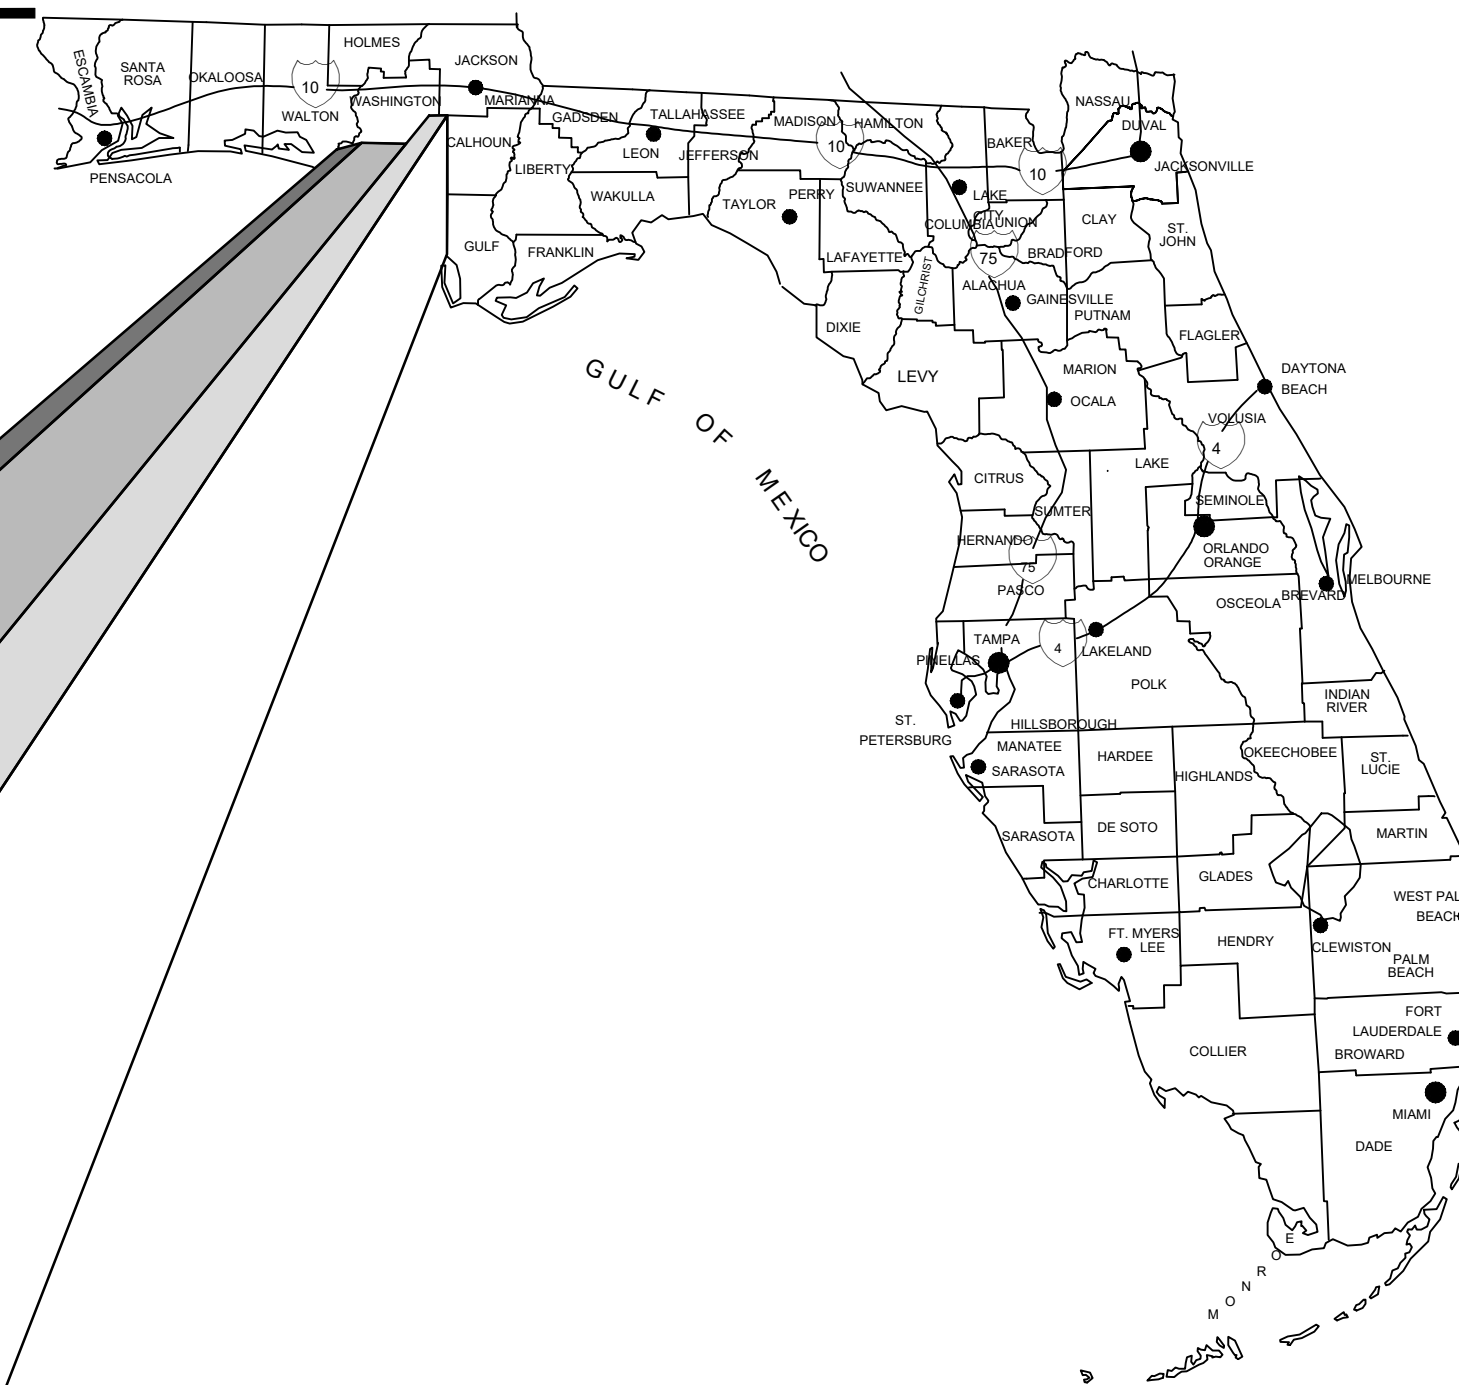 HOLMES
JACKSON
ESCAMBIA
SANTA
ROSA
OKALOOSA
10
WALTON
WASHINGTON
MARIANNA
GADSDEN
TALLAHASSEE
MADISON
HAMILTON
NASSAU
DUVAL
JACKSONVILLE
PENSACOLA
CALHOUN
LIBERTY
LEON
JEFFERSON
10
BAKER
10
WAKULLA
TAYLOR
PERRY
SUWANNEE
LAKE
CITY
COLUMBIA
UNION
CLAY
ST.
JOHN
GULF
FRANKLIN
LAFAYETTE
GILCHRIST
75
BRADFORD
ALACHUA
GAINESVILLE
PUTNAM
DIXIE
FLAGLER
LEVY
MARION
OCALA
DAYTONA
BEACH
VOLUSIA
4
GULF OF MEXICO
CITRUS
LAKE
SUMTER
SEMINOLE
HERNANDO
75
ORLANDO
ORANGE
PASCO
OSCEOLA
BREVARD
MELBOURNE
TAMPA
PINELLAS
4
LAKELAND
POLK
INDIAN
RIVER
ST.
PETERSBURG
HILLSBOROUGH
MANATEE
SARASOTA
HARDEE
HIGHLANDS
OKEECHOBEE
ST.
LUCIE
SARASOTA
DE SOTO
MARTIN
CHARLOTTE
GLADES
WEST PAL
BEACH
FT. MYERS
LEE
HENDRY
CLEWISTON
PALM
BEACH
FORT
LAUDERDALE
COLLIER
BROWARD
MIAMI
DADE
MONROE